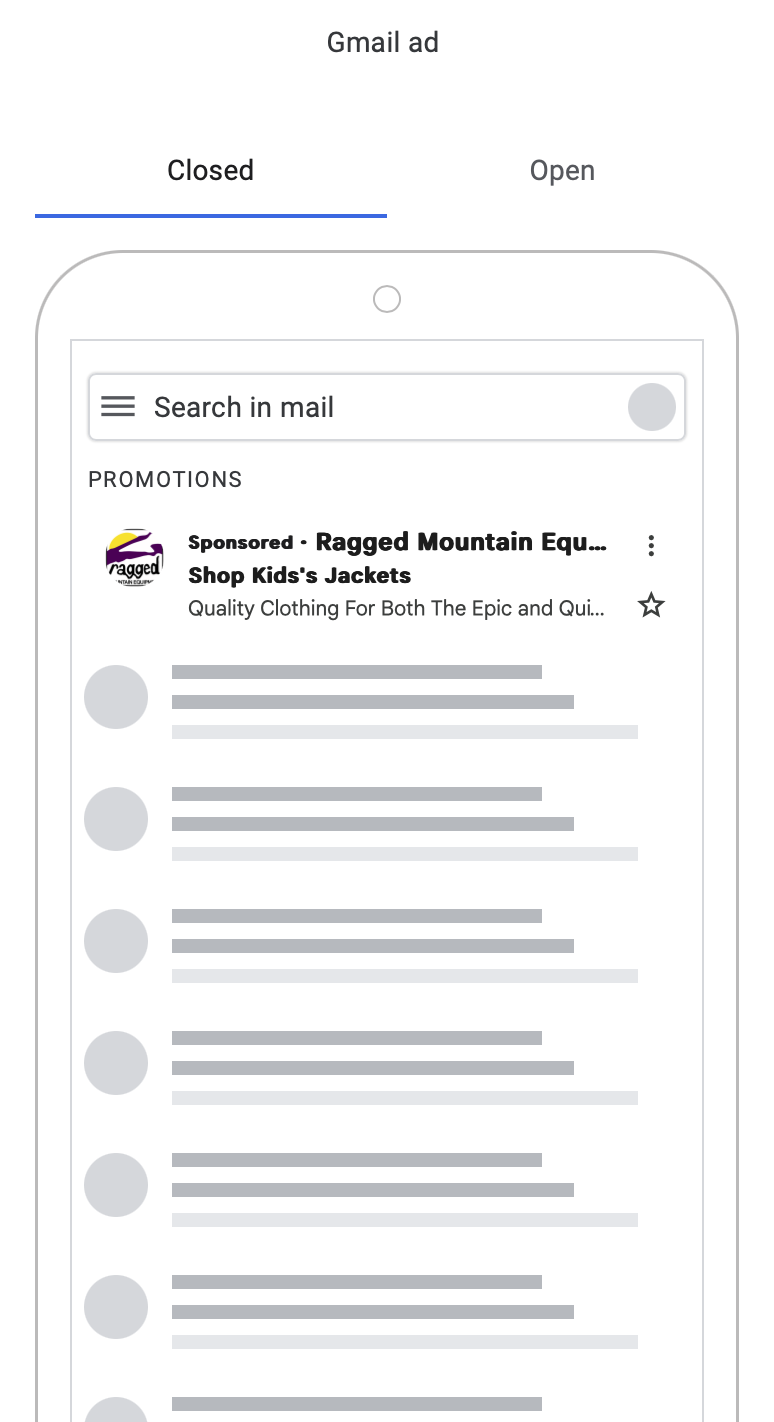 Gmail ad
Closed
Open
Search in mail
PROMOTIONS
ragged
Sponsored · Ragged Mountain Equ...
Shop Kids's Jackets
Quality Clothing For Both The Epic and Qui...